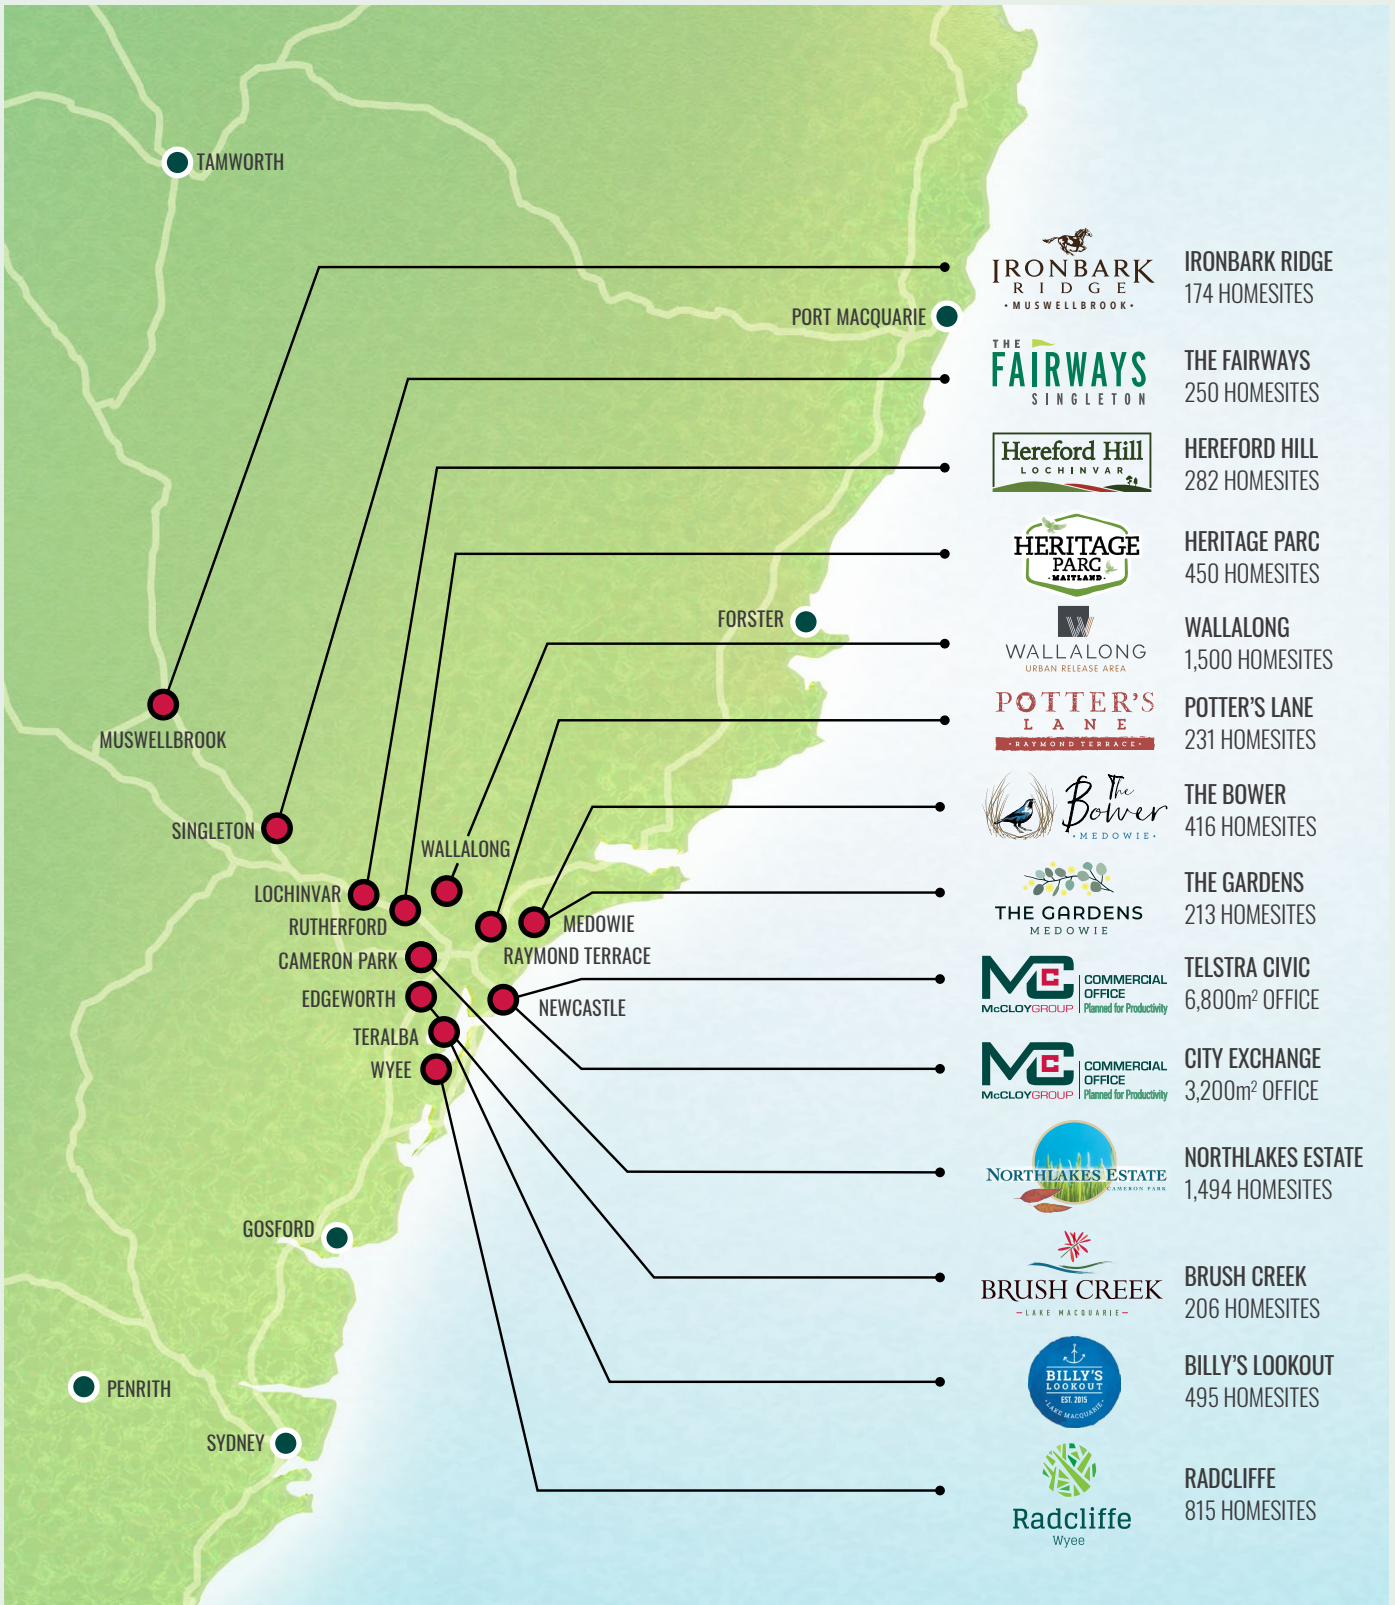 TAMWORTH
PORT MACQUARIE
FORSTER
MUSWELLBROOK
SINGLETON
WALLALONG
LOCHINVAR
RUTHERFORD
MEDOWIE
RAYMOND TERRACE
CAMERON PARK
EDGEWORTH
NEWCASTLE
TERALBA
WYEE
GOSFORD
PENRITH
SYDNEY
IRONBARK
RIDGE
•MUSWELLBROOK•
IRONBARK RIDGE
174 HOMESITES
THE
FAIRWAYS
SINGLETON
THE FAIRWAYS
250 HOMESITES
Hereford Hill
LOCHINVAR
HEREFORD HILL
282 HOMESITES
HERITAGE
PARC
•MAITLAND•
HERITAGE PARC
450 HOMESITES
W
WALLALONG
URBAN RELEASE AREA
WALLALONG
1,500 HOMESITES
POTTER'S
LANE
•RAYMOND TERRACE•
POTTER'S LANE
231 HOMESITES
The
Bower
•MEDOWIE•
THE BOWER
416 HOMESITES
THE GARDENS
MEDOWIE
THE GARDENS
213 HOMESITES
MCC
McCLOYGROUP
COMMERCIAL
OFFICE
Planned for Productivity
TELSTRA CIVIC
6,800m² OFFICE
MCC
McCLOYGROUP
COMMERCIAL
OFFICE
Planned for Productivity
CITY EXCHANGE
3,200m² OFFICE
NORTHLAKES ESTATE
CAMERON PARK
NORTHLAKES ESTATE
1,494 HOMESITES
BRUSH CREEK
–LAKE MACQUARIE–
BRUSH CREEK
206 HOMESITES
BILLY'S
LOOKOUT
EST. 2015
•LAKE MACQUARIE•
BILLY'S LOOKOUT
495 HOMESITES
Radcliffe
Wyee
RADCLIFFE
815 HOMESITES